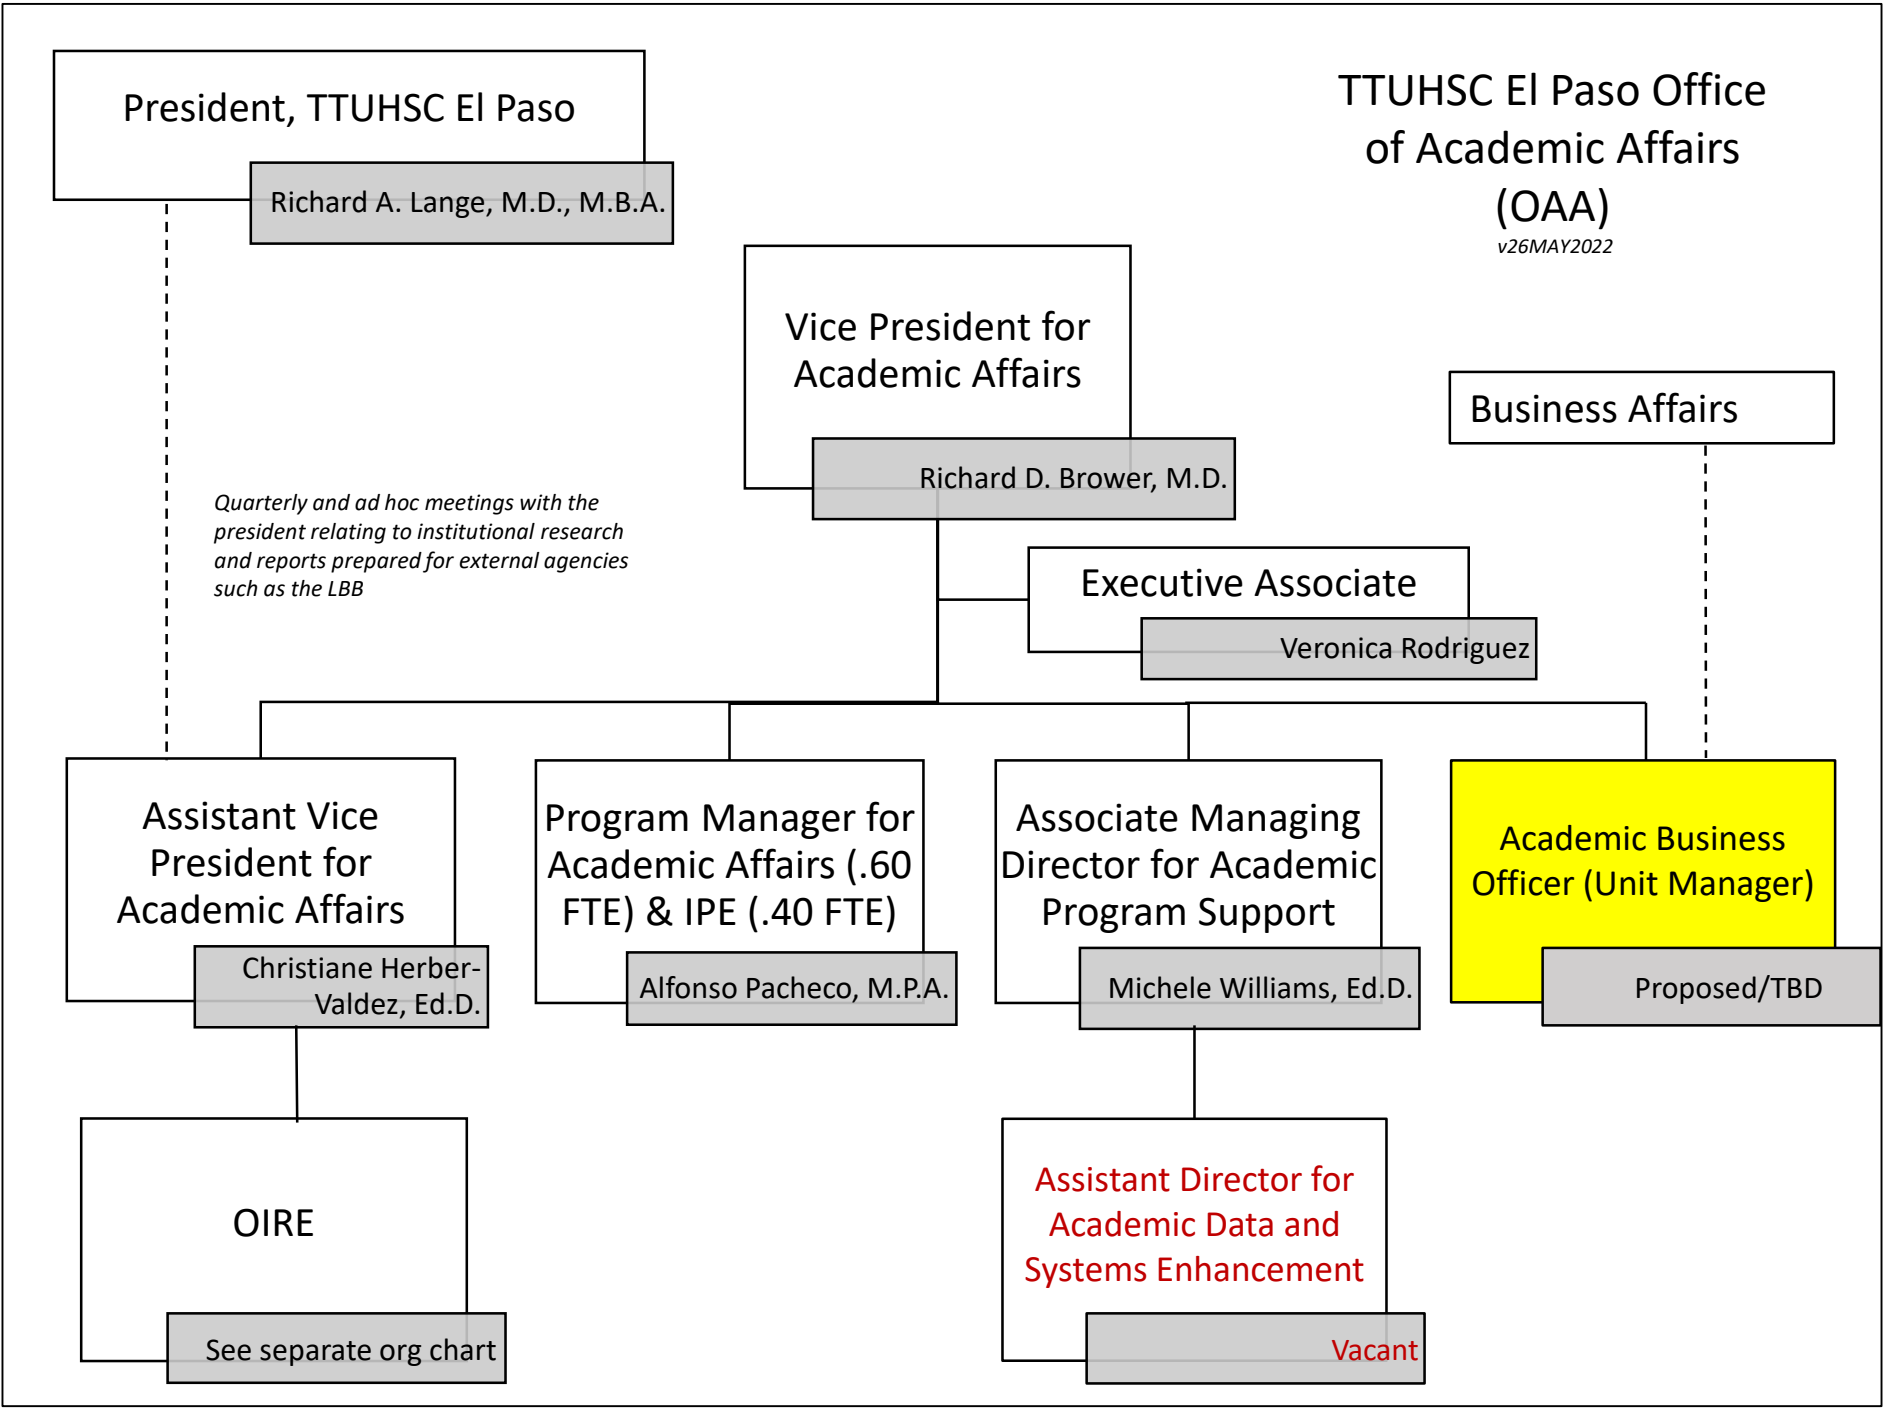 President, TTUHSC El Paso
Richard A. Lange, M.D., M.B.A.
TTUHSC El Paso Office
of Academic Affairs
(OAA)
v26MAY2022
Vice President for
Academic Affairs
Richard D. Brower, M.D.
Business Affairs
Quarterly and ad hoc meetings with the
president relating to institutional research
and reports prepared for external agencies
such as the LBB
Executive Associate
Veronica Rodriguez
Assistant Vice
President for
Academic Affairs
Christiane Herber-
Valdez, Ed.D.
Program Manager for
Academic Affairs (.60
FTE) & IPE (.40 FTE)
Alfonso Pacheco, M.P.A.
Associate Managing
Director for Academic
Program Support
Michele Williams, Ed.D.
Academic Business
Officer (Unit Manager)
Proposed/TBD
OIRE
See separate org chart
Assistant Director for
Academic Data and
Systems Enhancement
Vacant